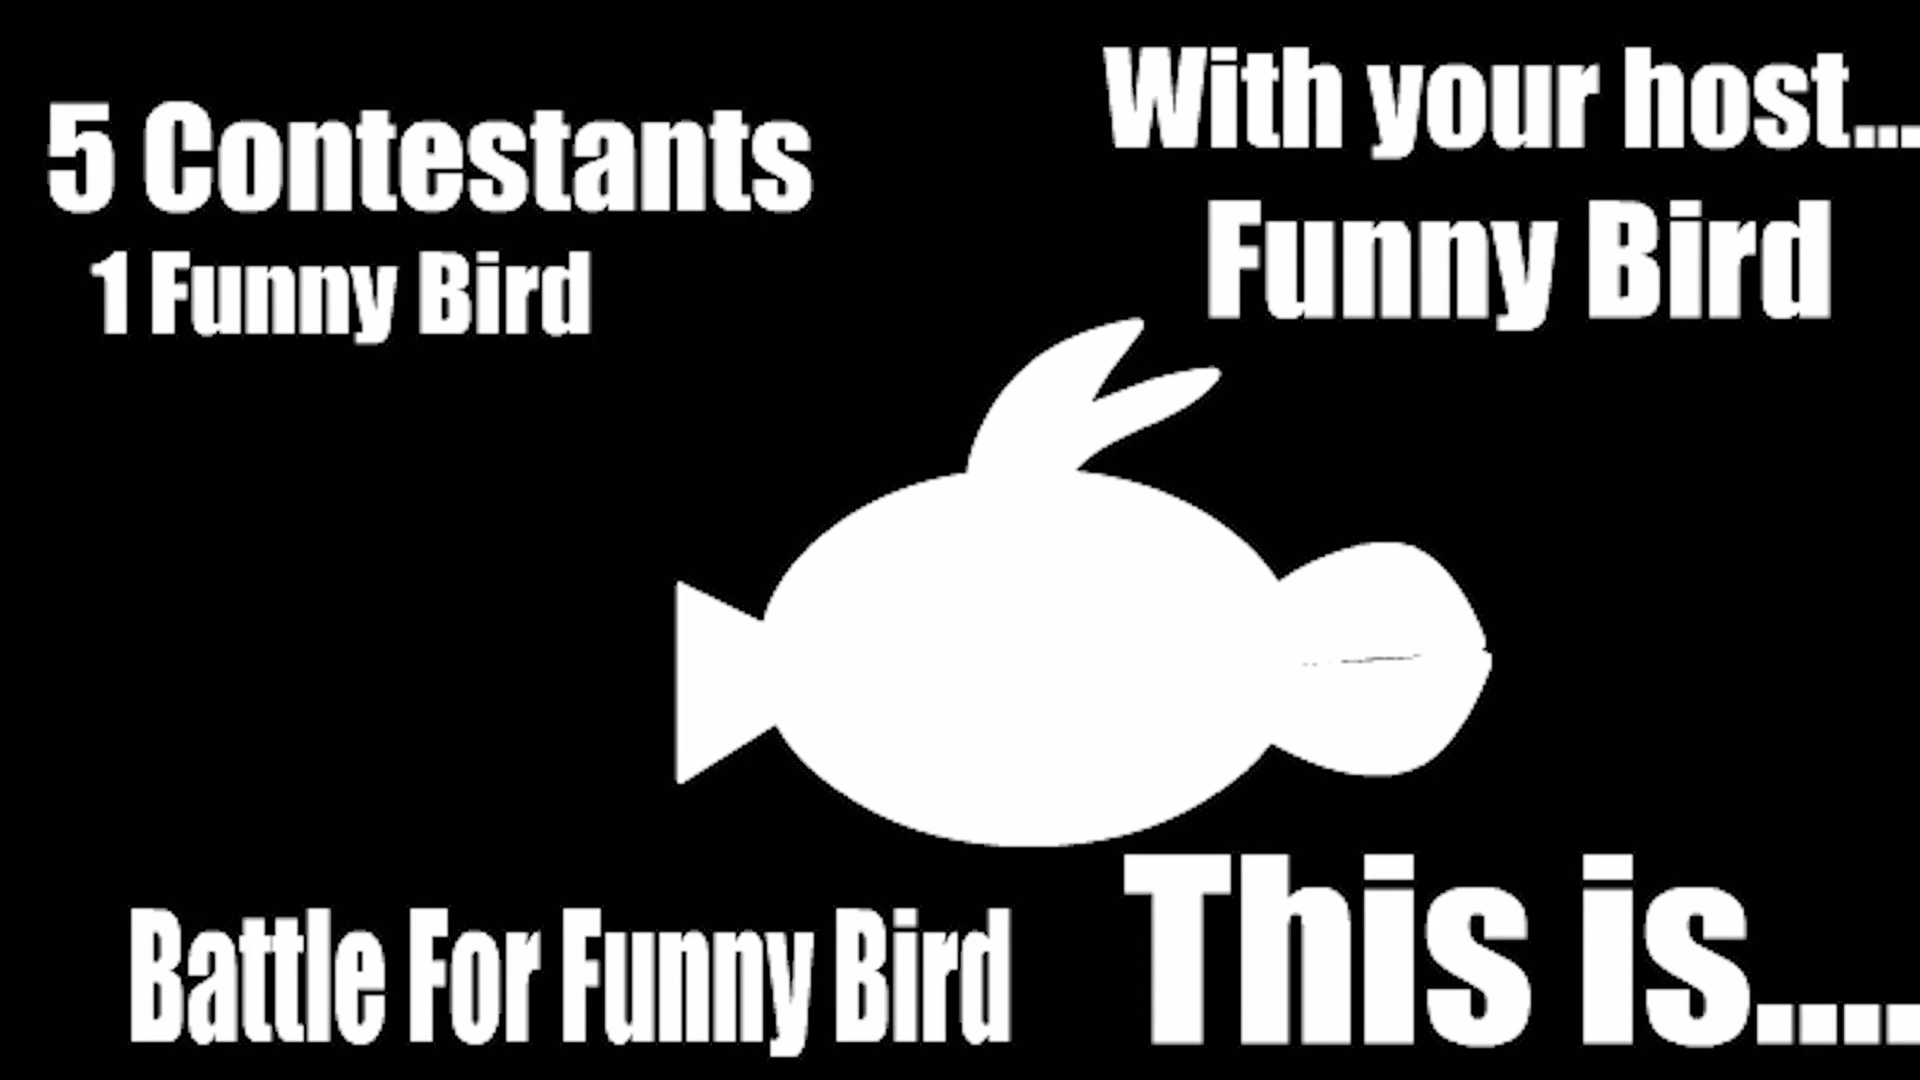 5 Contestants
1 Funny Bird
With your host...
Funny Bird
This is....
Battle For Funny Bird